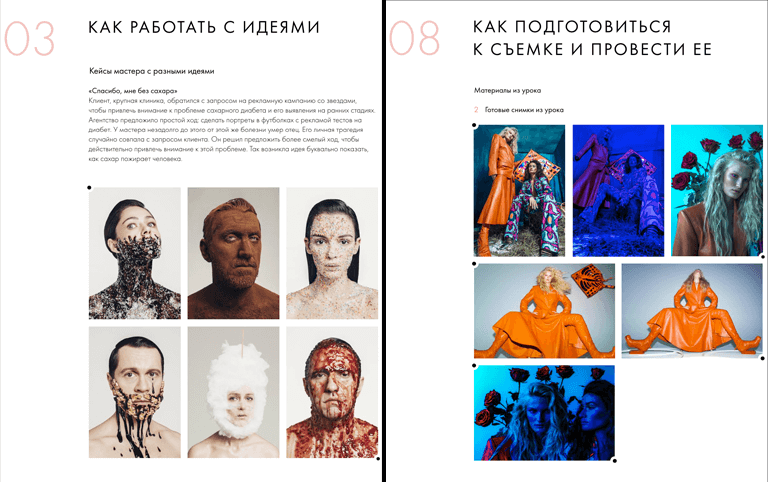 03
КАК РАБОТАТЬ С ИДЕЯМИ
Кейсы мастера с разными идеями
«Спасибо, мне без сахара»
Клиент, крупная клиника, обратился с запросом на рекламную кампанию со звездами,
чтобы привлечь внимание к проблеме сахарного диабета и его выявления на ранних стадиях.
Агентство предложило простой ход: сделать портреты в футболках с рекламой тестов на
диабет. У мастера незадолго до этого от этой же болезни умер отец. Его личная трагедия
случайно совпала с запросом клиента. Он решил предложить более смелый ход, чтобы
действительно привлечь внимание к этой проблеме. Так возникла идея буквально показать,
как сахар пожирает человека.
08
КАК ПОДГОТОВИТЬСЯ
К СЪЕМКЕ И ПРОВЕСТИ ЕЕ
Материалы из урока
2 Готовые снимки из урока